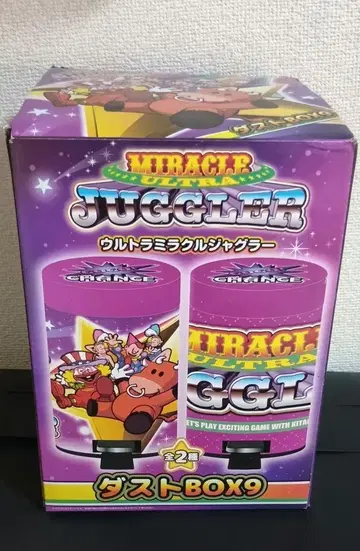 ダストBOX9
MIRACLE
ULTRA
JUGGLER
ウルトラミラクルジャグラー
CHANCE
CHANCE
MIRACLE
ULTRA
GGL
LET'S PLAY EXCITING GAME WITH KITA
全2種
ダストBOX9